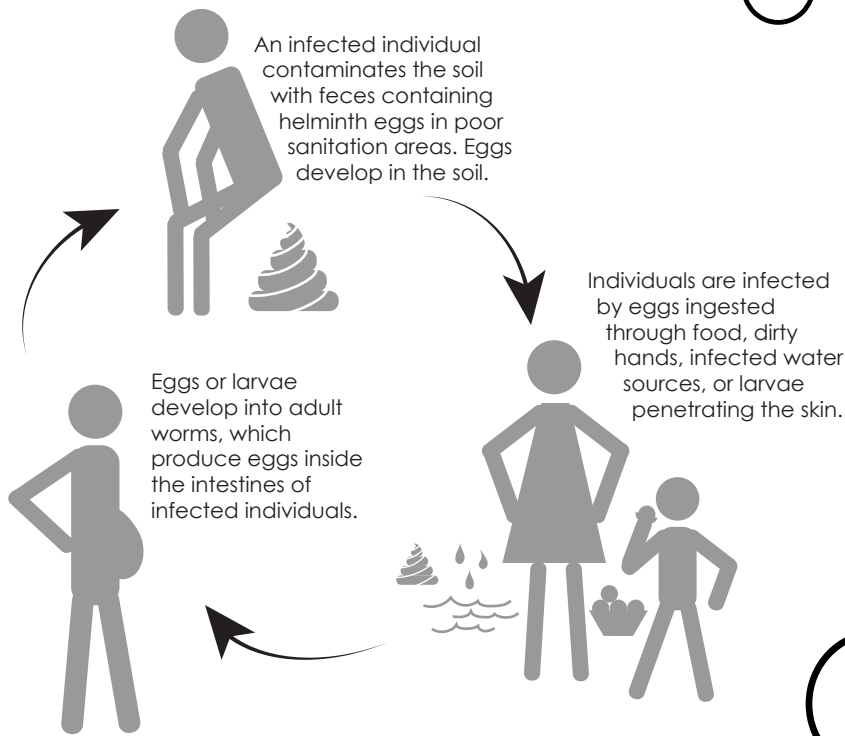 An infected individual
contaminates the soil
with feces containing
helminth eggs in poor
sanitation areas. Eggs
develop in the soil.
Individuals are infected
by eggs ingested
through food, dirty
hands, infected water
sources, or larvae
penetrating the skin.
Eggs or larvae
develop into adult
worms, which
produce eggs inside
the intestines of
infected individuals.